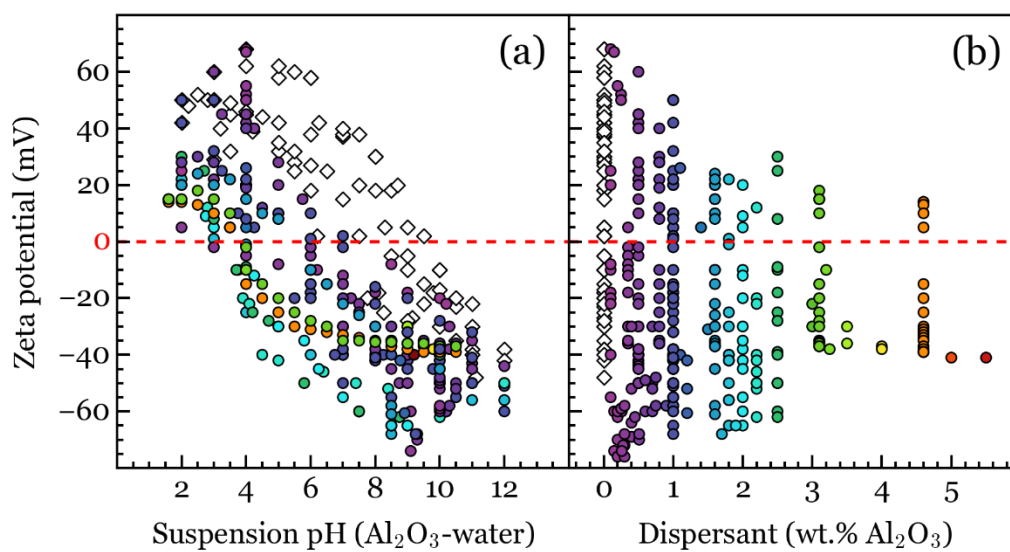 (a)
(b)
Zeta potential (mV)
60
40
20
0
−20
−40
−60
2 4 6 8 10 12
0 1 2 3 4 5
Suspension pH (Al₂O₃-water)
Dispersant (wt.% Al₂O₃)